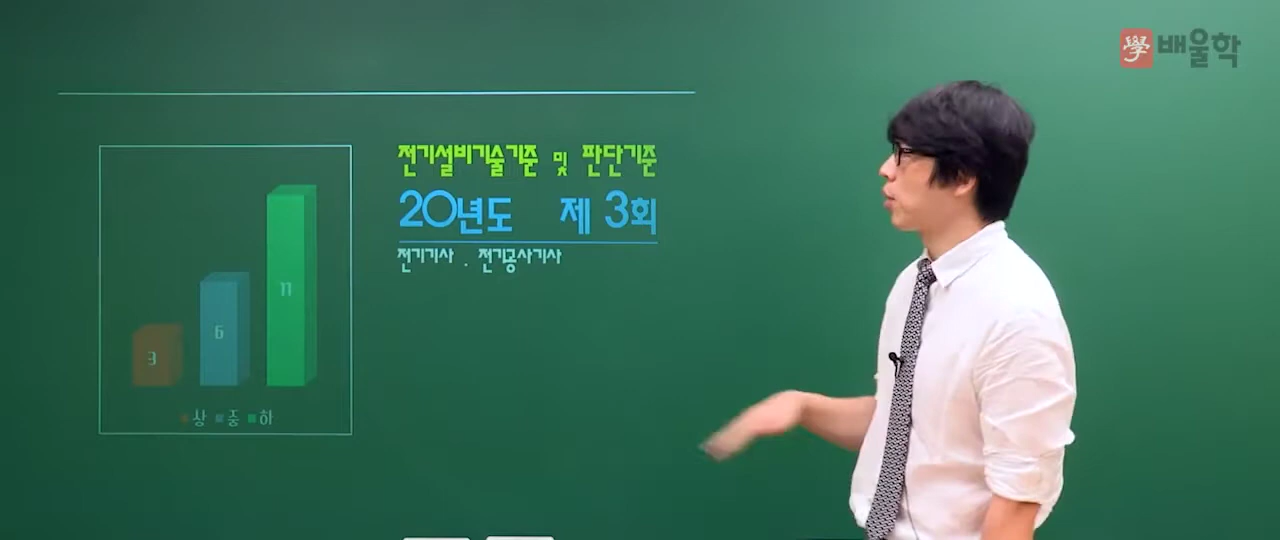 學 배울학
전기설비기술기준 및 판단기준
20년도 제 3회
전기기사 . 전기공사기사
11
6
3
상 중 하